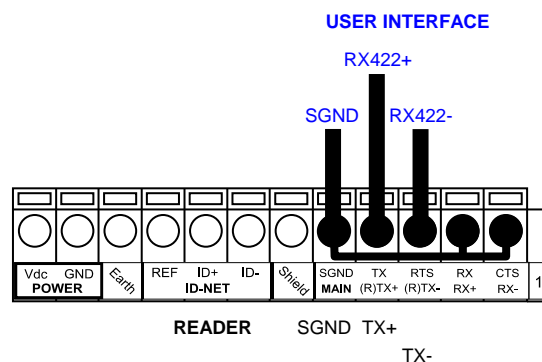 USER INTERFACE
RX422+
SGND RX422-
Vdc GND Earth REF ID+ ID- Shield SGND TX RTS RX CTS 1
POWER ID-NET MAIN (R)TX+ (R)TX- RX+ RX-
READER SGND TX+
TX-